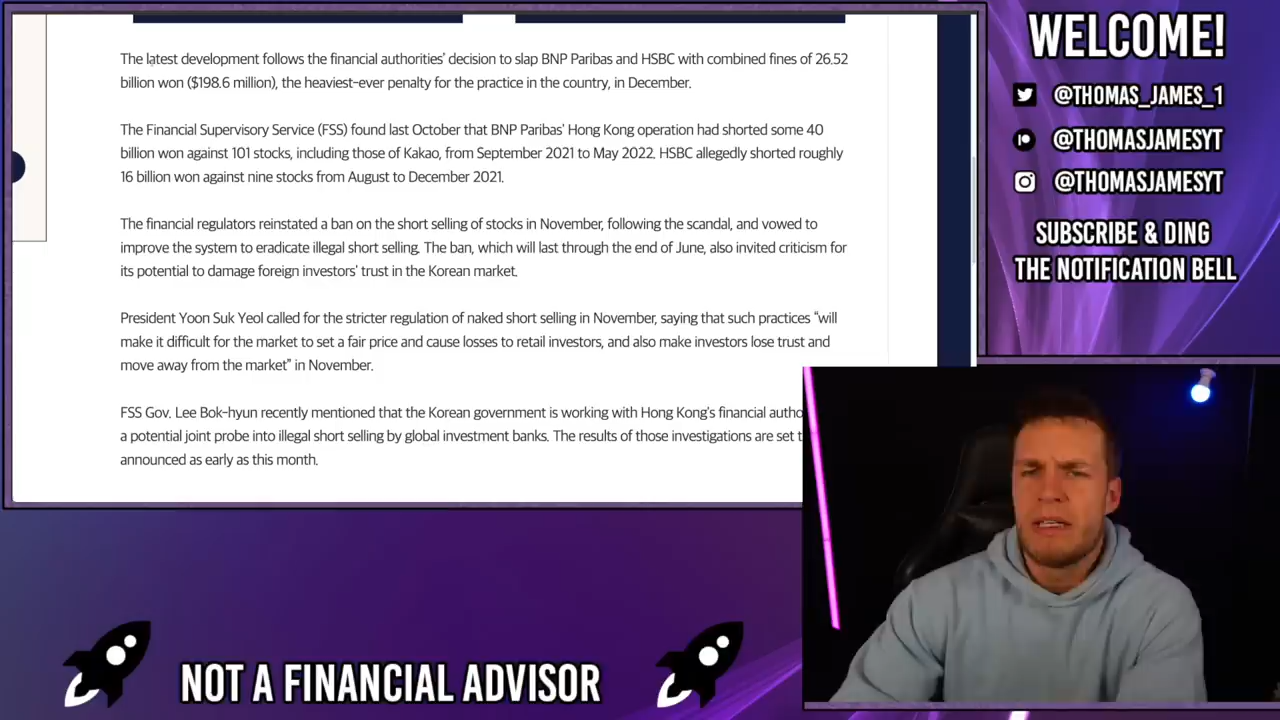 The latest development follows the financial authorities' decision to slap BNP Paribas and HSBC with combined fines of 26.52
billion won ($198.6 million), the heaviest-ever penalty for the practice in the country, in December.
The Financial Supervisory Service (FSS) found last October that BNP Paribas' Hong Kong operation had shorted some 40
billion won against 101 stocks, including those of Kakao, from September 2021 to May 2022. HSBC allegedly shorted roughly
16 billion won against nine stocks from August to December 2021.
The financial regulators reinstated a ban on the short selling of stocks in November, following the scandal, and vowed to
improve the system to eradicate illegal short selling. The ban, which will last through the end of June, also invited criticism for
its potential to damage foreign investors' trust in the Korean market.
President Yoon Suk Yeol called for the stricter regulation of naked short selling in November, saying that such practices “will
make it difficult for the market to set a fair price and cause losses to retail investors, and also make investors lose trust and
move away from the market” in November.
FSS Gov. Lee Bok-hyun recently mentioned that the Korean government is working with Hong Kong's financial
a potential joint probe into illegal short selling by global investment banks. The results of those investigations are set
announced as early as this month.
WELCOME!
@THOMAS_JAMES_1
@THOMASJAMESYT
@THOMASJAMESYT
SUBSCRIBE & DING
THE NOTIFICATION BELL
NOT A FINANCIAL ADVISOR